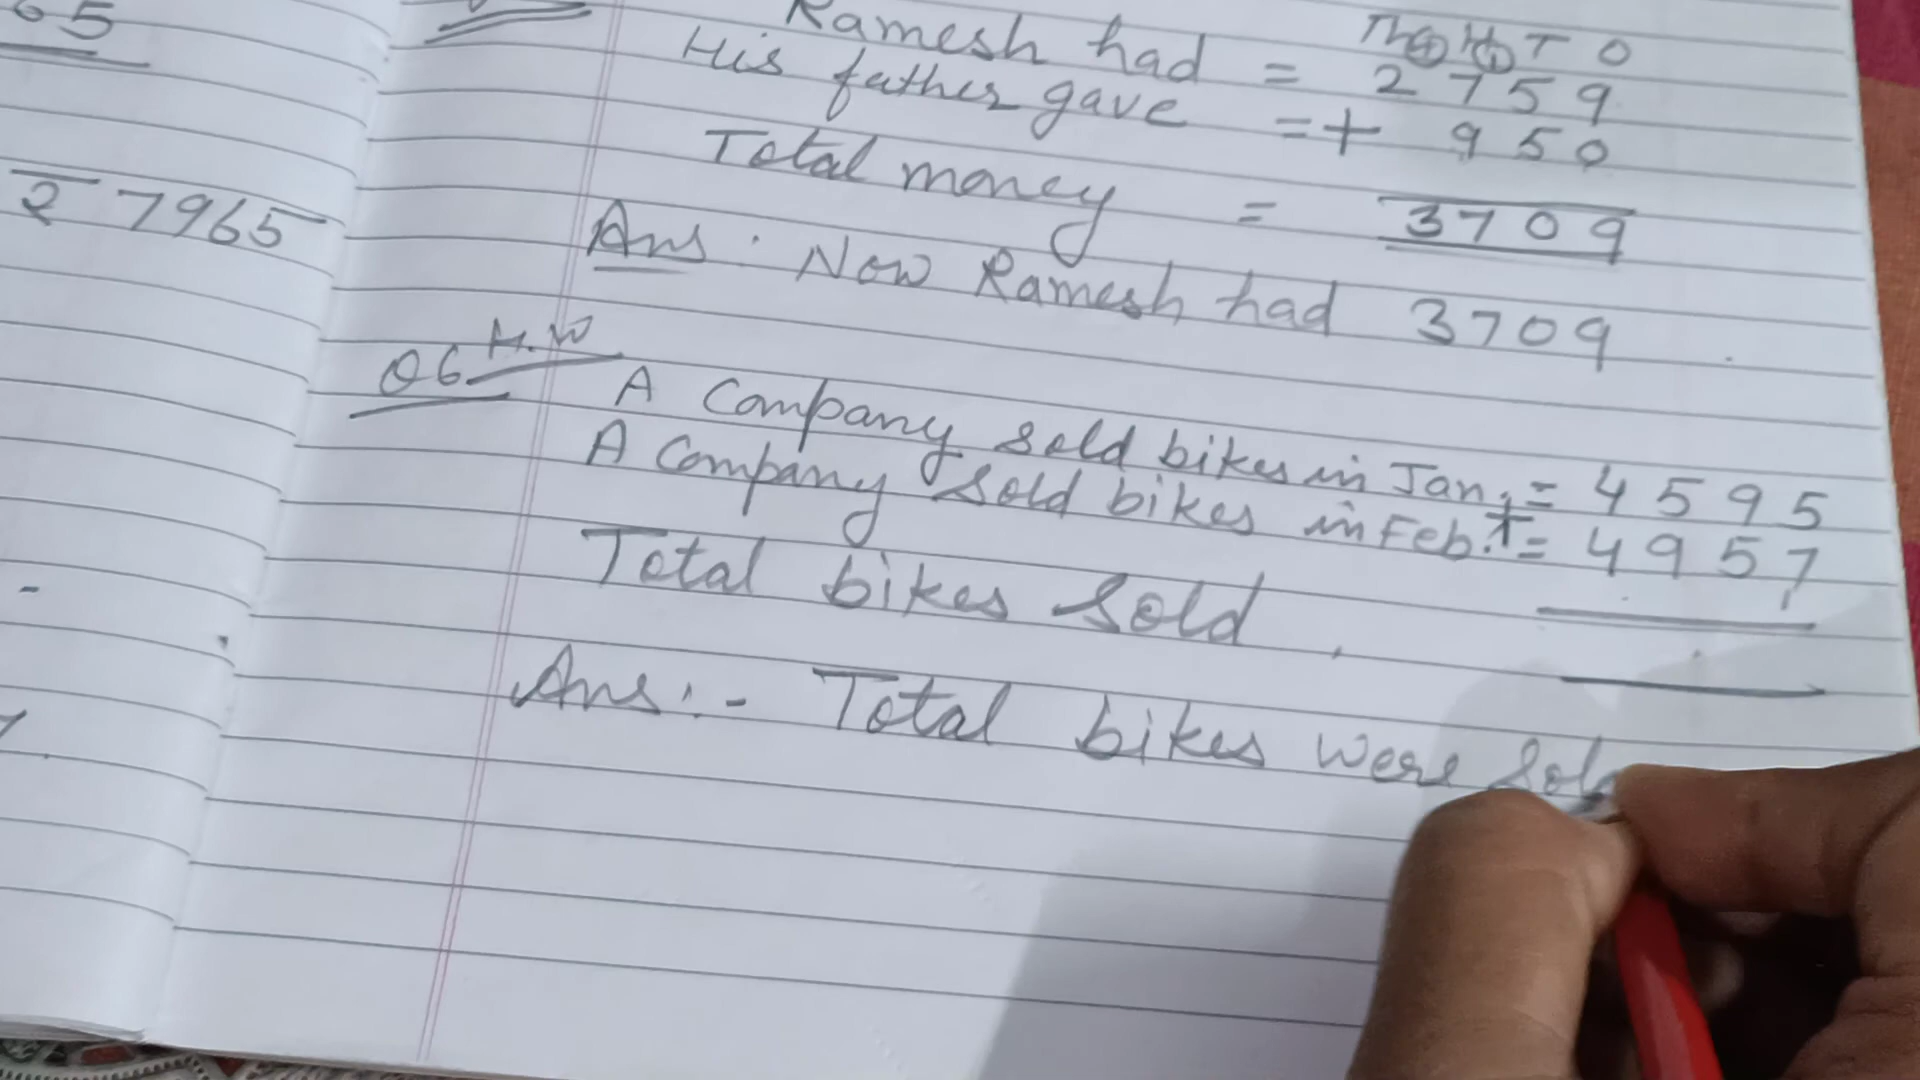 65
₹ 7965
Th H T O
Ramesh had = 2759
His father gave =+ 950
Total money = 3709
Ans : Now Ramesh had 3709
Q6. H.W
A Company sold bikes in Jan. = 4595
A Company sold bikes in Feb. += 4957
Total bikes sold
Ans :- Total bikes were sol